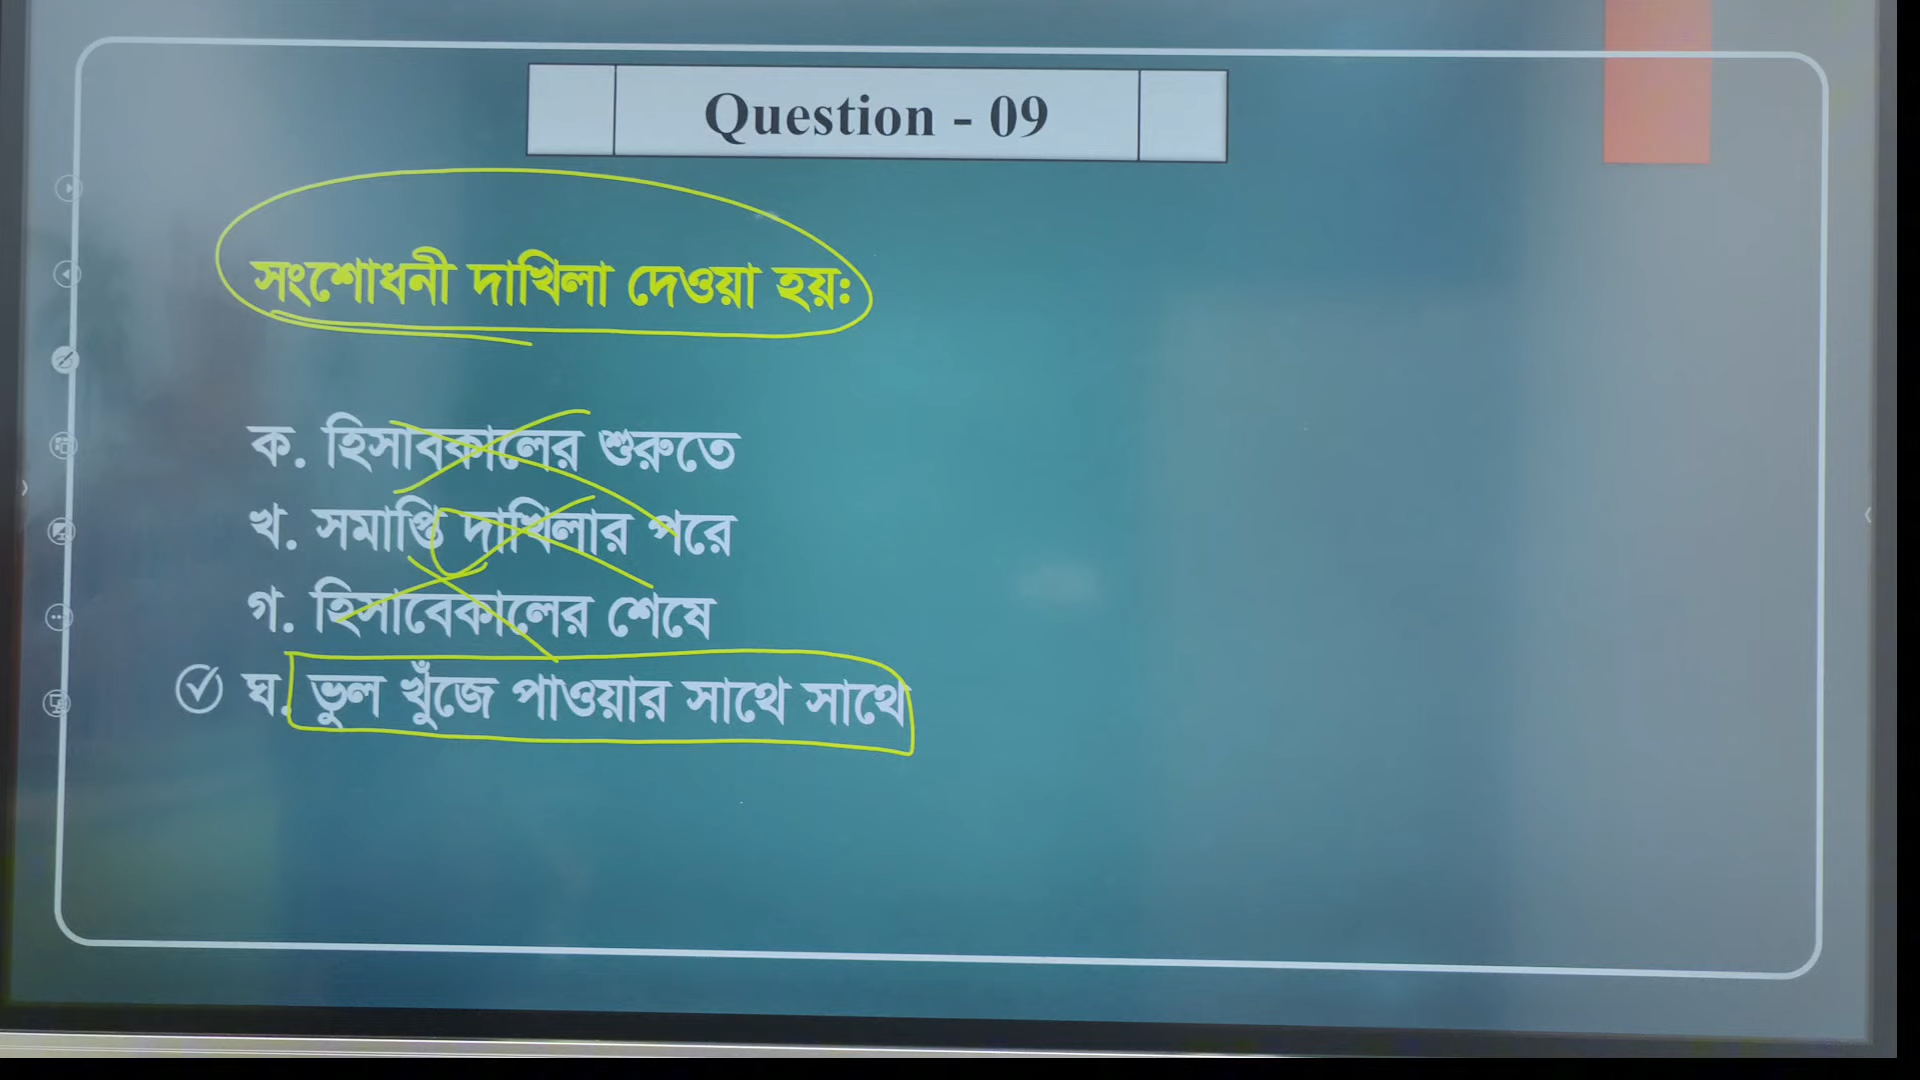 Question - 09
সংশোধনী দাখিলা দেওয়া হয়ঃ
ক. হিসাবকালের শুরুতে
খ. সমাপ্তি দাখিলার পরে
গ. হিসাবেকালের শেষে
ঘ. ভুল খুঁজে পাওয়ার সাথে সাথে